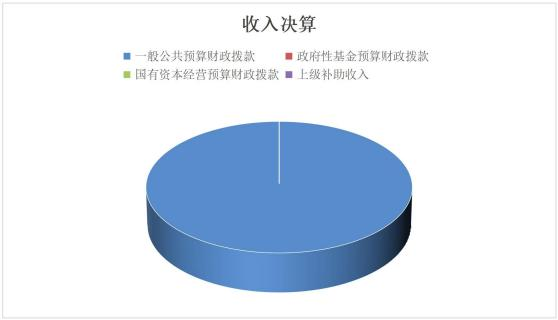 收入决算
一般公共预算财政拨款 政府性基金预算财政拨款
国有资本经营预算财政拨款 上级补助收入